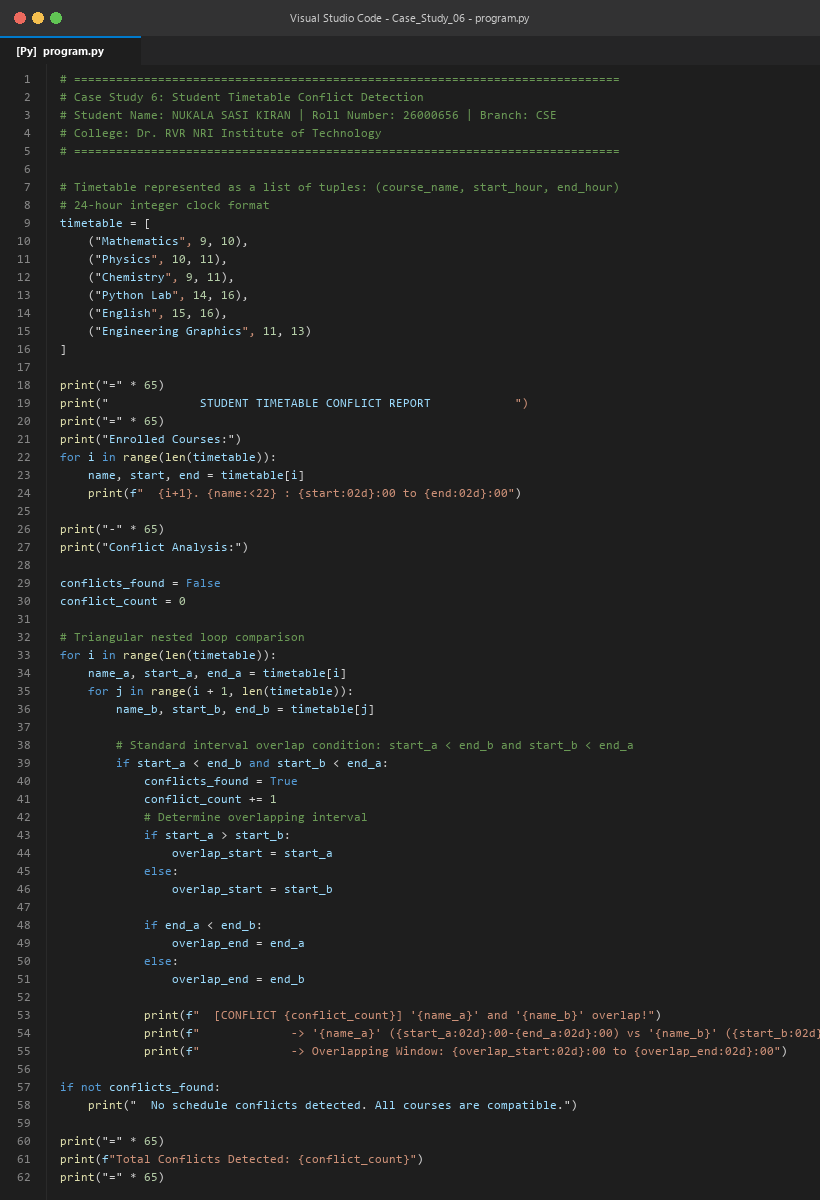 Visual Studio Code - Case_Study_06 - program.py
[Py] program.py
1 # ==============================================================================
2 # Case Study 6: Student Timetable Conflict Detection
3 # Student Name: NUKALA SASI KIRAN | Roll Number: 26000656 | Branch: CSE
4 # College: Dr. RVR NRI Institute of Technology
5 # ==============================================================================
6
7 # Timetable represented as a list of tuples: (course_name, start_hour, end_hour)
8 # 24-hour integer clock format
9 timetable = [
10     ("Mathematics", 9, 10),
11     ("Physics", 10, 11),
12     ("Chemistry", 9, 11),
13     ("Python Lab", 14, 16),
14     ("English", 15, 16),
15     ("Engineering Graphics", 11, 13)
16 ]
17
18 print("=" * 65)
19 print("             STUDENT TIMETABLE CONFLICT REPORT            ")
20 print("=" * 65)
21 print("Enrolled Courses:")
22 for i in range(len(timetable)):
23     name, start, end = timetable[i]
24     print(f"  {i+1}. {name:<22} : {start:02d}:00 to {end:02d}:00")
25
26 print("-" * 65)
27 print("Conflict Analysis:")
28
29 conflicts_found = False
30 conflict_count = 0
31
32 # Triangular nested loop comparison
33 for i in range(len(timetable)):
34     name_a, start_a, end_a = timetable[i]
35     for j in range(i + 1, len(timetable)):
36         name_b, start_b, end_b = timetable[j]
37
38         # Standard interval overlap condition: start_a < end_b and start_b < end_a
39         if start_a < end_b and start_b < end_a:
40             conflicts_found = True
41             conflict_count += 1
42             # Determine overlapping interval
43             if start_a > start_b:
44                 overlap_start = start_a
45             else:
46                 overlap_start = start_b
47
48             if end_a < end_b:
49                 overlap_end = end_a
50             else:
51                 overlap_end = end_b
52
53             print(f"  [CONFLICT {conflict_count}] '{name_a}' and '{name_b}' overlap!")
54             print(f"             -> '{name_a}' ({start_a:02d}:00-{end_a:02d}:00) vs '{name_b}' ({start_b:02d}
55             print(f"             -> Overlapping Window: {overlap_start:02d}:00 to {overlap_end:02d}:00")
56
57 if not conflicts_found:
58     print("  No schedule conflicts detected. All courses are compatible.")
59
60 print("=" * 65)
61 print(f"Total Conflicts Detected: {conflict_count}")
62 print("=" * 65)